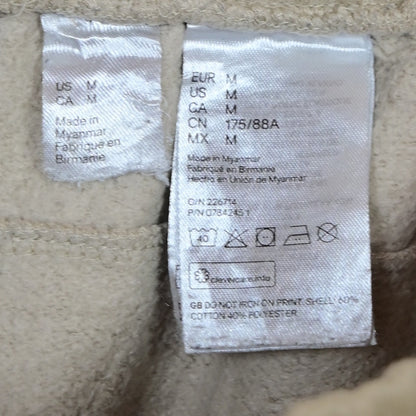 US M
CA M
Made in
Myanmar
Fabriqué en
Birmanie
EUR M
US M
CA M
CN 175/88A
MX M
Made in Myanmar
Fabriqué en Birmanie
Hecho en Unión de Myanmar
O/N 226714
P/N 0784245 1
40
clevercare.info
GB DO NOT IRON ON PRINT. SHELL: 60%
COTTON 40% POLYESTER